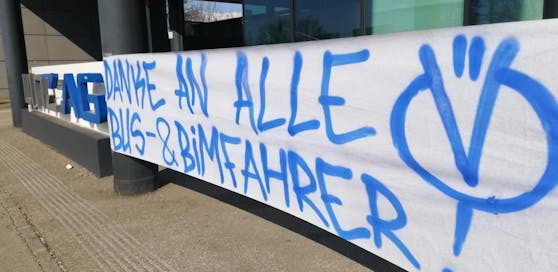 DANKE AN ALLE
BUS- & BiMFAHRER!